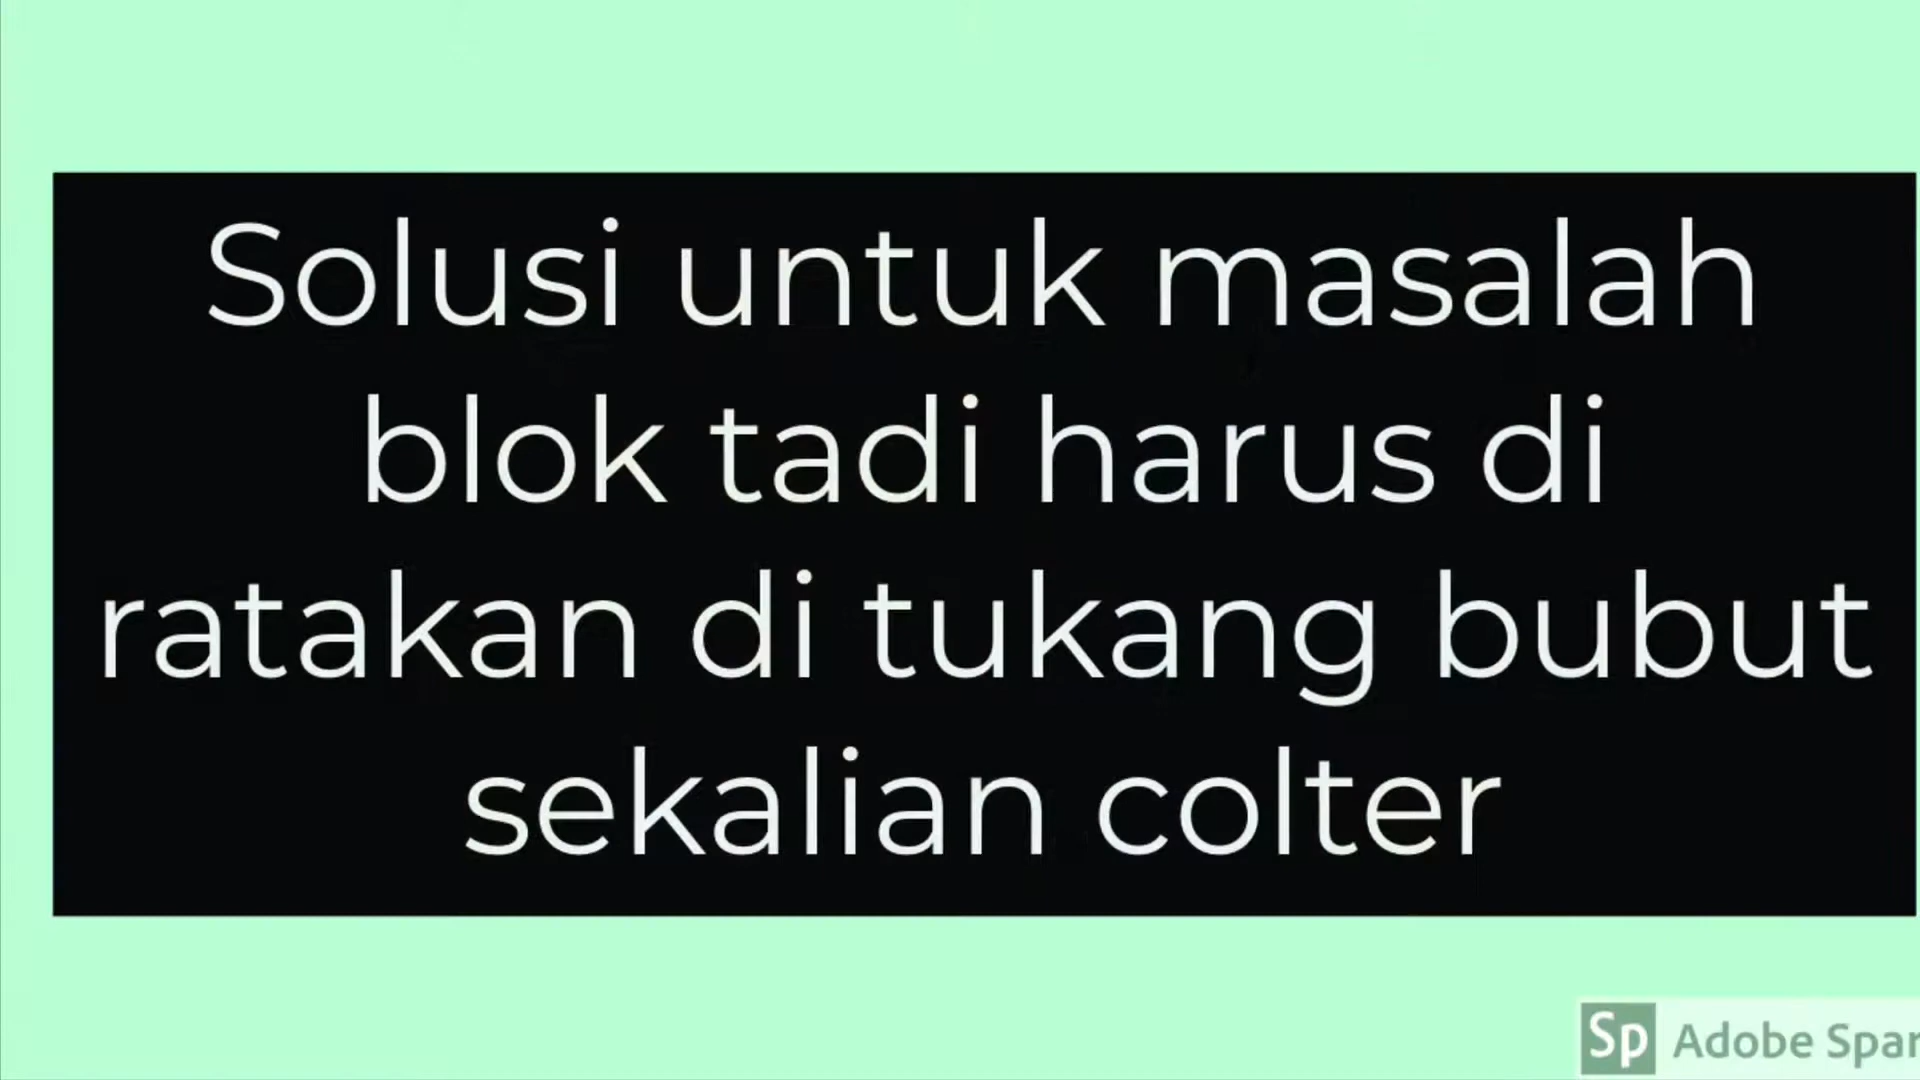 Solusi untuk masalah
blok tadi harus di
ratakan di tukang bubut
sekalian colter
Sp Adobe Spar